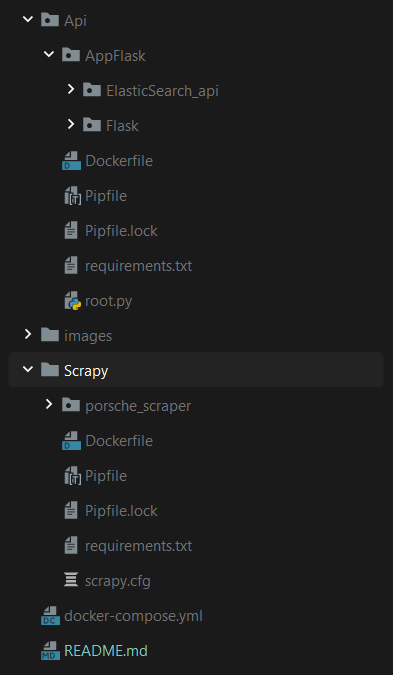 Api
AppFlask
ElasticSearch_api
Flask
Dockerfile
Pipfile
Pipfile.lock
requirements.txt
root.py
images
Scrapy
porsche_scraper
Dockerfile
Pipfile
Pipfile.lock
requirements.txt
scrapy.cfg
docker-compose.yml
README.md